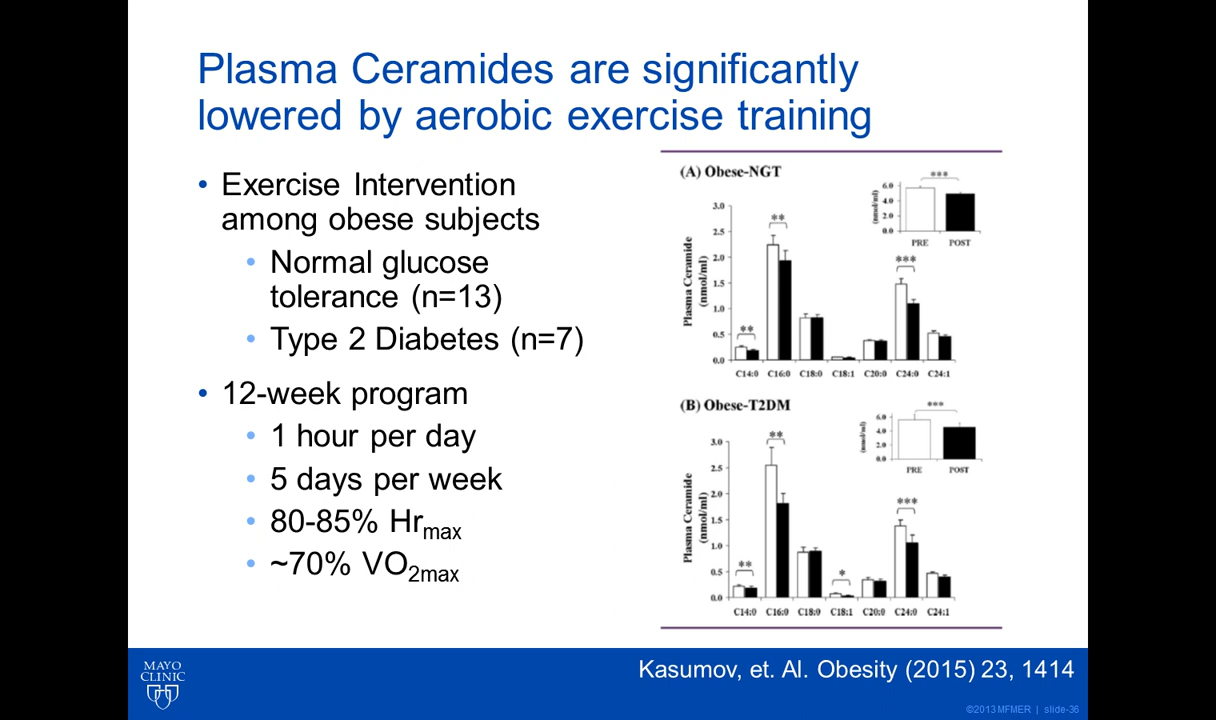 Plasma Ceramides are significantly
lowered by aerobic exercise training
• Exercise Intervention
among obese subjects
• Normal glucose
tolerance (n=13)
• Type 2 Diabetes (n=7)
• 12-week program
• 1 hour per day
• 5 days per week
• 80-85% Hrmax
• ~70% VO2max
(A) Obese-NGT
***
6.0
4.0
2.0
0.0
(nmol/ml)
PRE POST
Plasma Ceramide
(nmol/ml)
3.0
2.5
2.0
1.5
1.0
0.5
0.0
** ** ***
C14:0 C16:0 C18:0 C18:1 C20:0 C24:0 C24:1
(B) Obese-T2DM
***
6.0
4.0
2.0
0.0
(nmol/ml)
PRE POST
Plasma Ceramide
(nmol/ml)
3.0
2.5
2.0
1.5
1.0
0.5
0.0
** ** * ***
C14:0 C16:0 C18:0 C18:1 C20:0 C24:0 C24:1
MAYO
CLINIC
Kasumov, et. Al. Obesity (2015) 23, 1414
©2013 MFMER | slide-36